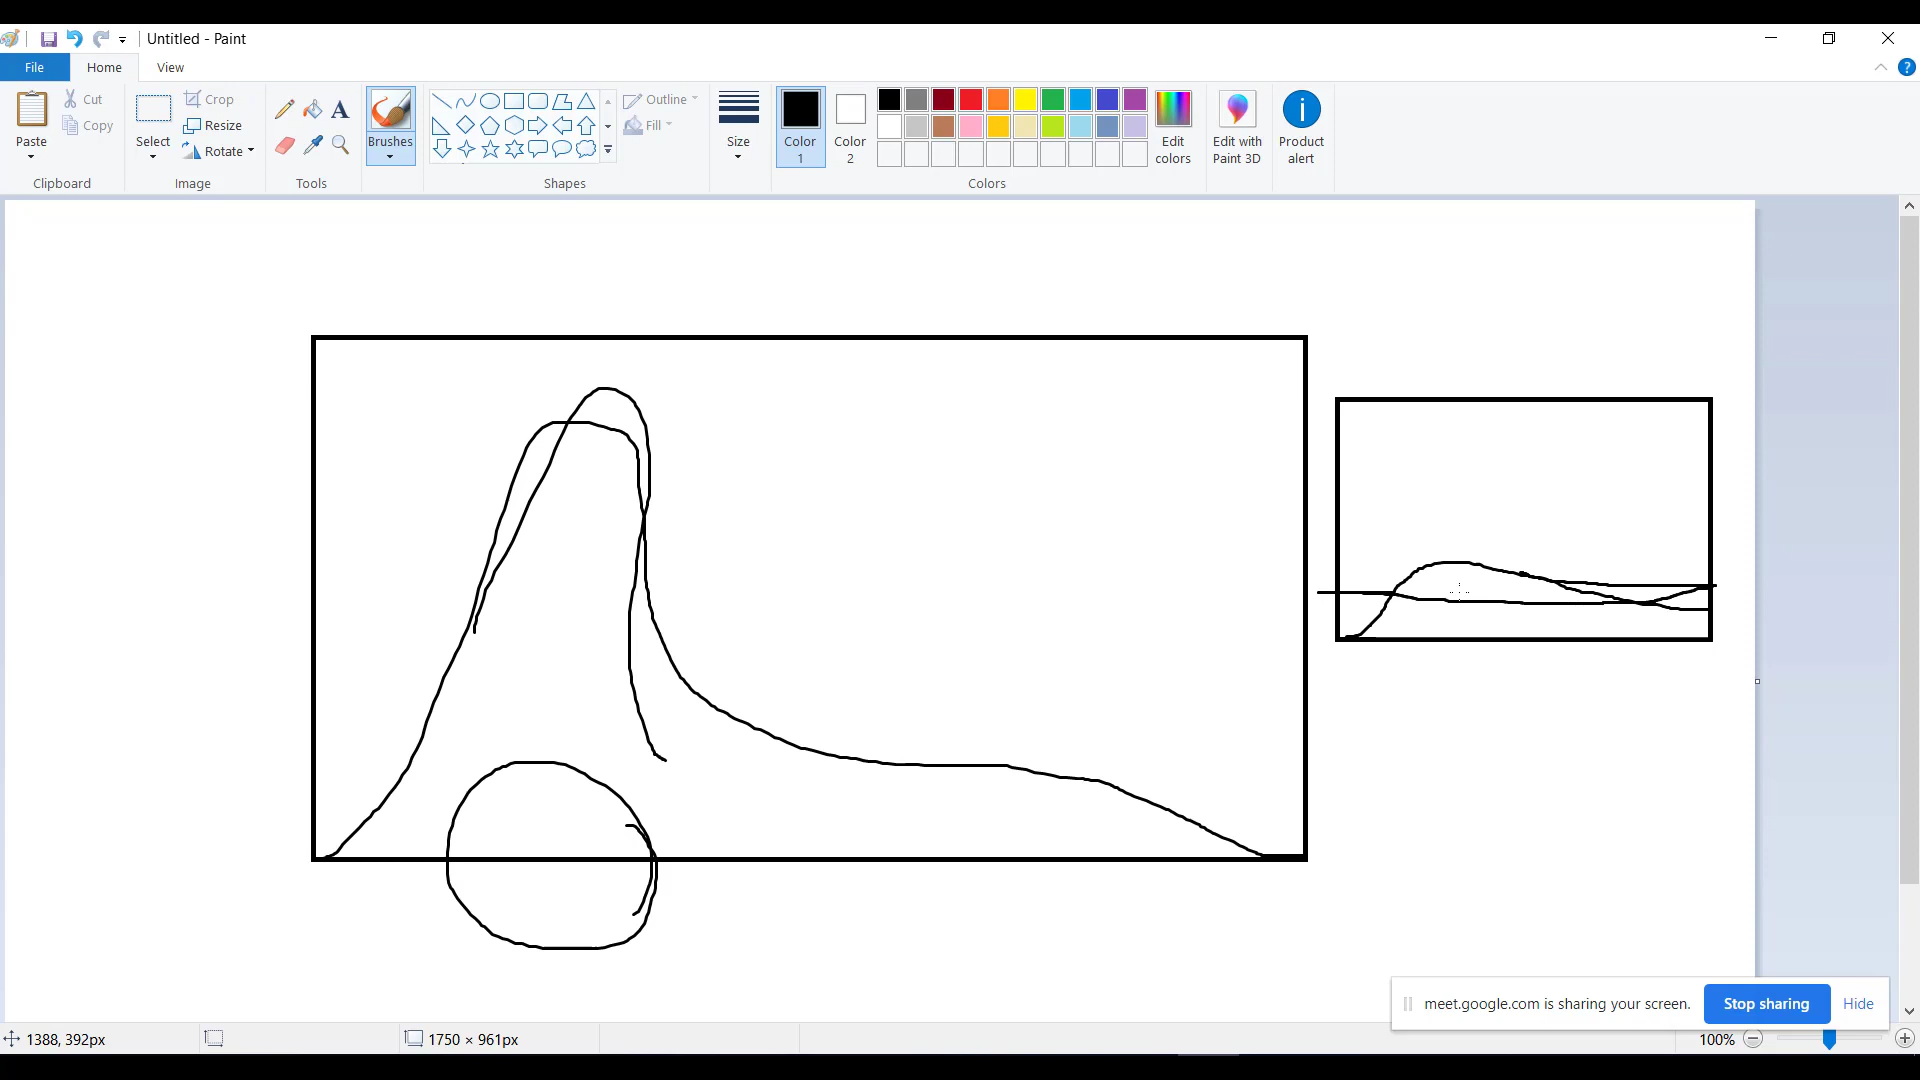 Untitled - Paint
File Home View
Paste
Cut
Copy
Clipboard
Select
Crop
Resize
Rotate
Image
A
Tools
Brushes
Shapes
Outline
Fill
Size
Color 1
Color 2
Colors
Edit colors
Edit with Paint 3D
i
Product alert
?
meet.google.com is sharing your screen. Stop sharing Hide
1388, 392px
1750 × 961px
100%